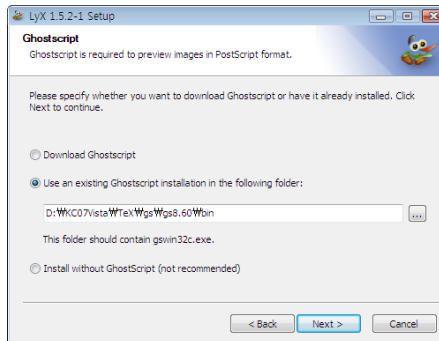 LyX 1.5.2-1 Setup
Ghostscript
Ghostscript is required to preview images in PostScript format.
Please specify whether you want to download Ghostscript or have it already installed. Click
Next to continue.
Download Ghostscript
Use an existing Ghostscript installation in the following folder:
D:₩KC07Vista₩TeX₩gs₩gs8.60₩bin
...
This folder should contain gswin32c.exe.
Install without GhostScript (not recommended)
< Back Next > Cancel